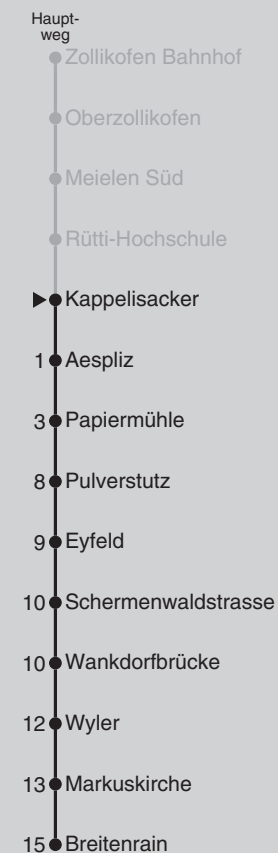 Haupt-
weg
Zollikofen Bahnhof
Oberzollikofen
Meielen Süd
Rütti-Hochschule
Kappelisacker
1 Aespliz
3 Papiermühle
8 Pulverstutz
9 Eyfeld
10 Schermenwaldstrasse
10 Wankdorfbrücke
12 Wyler
13 Markuskirche
15 Breitenrain